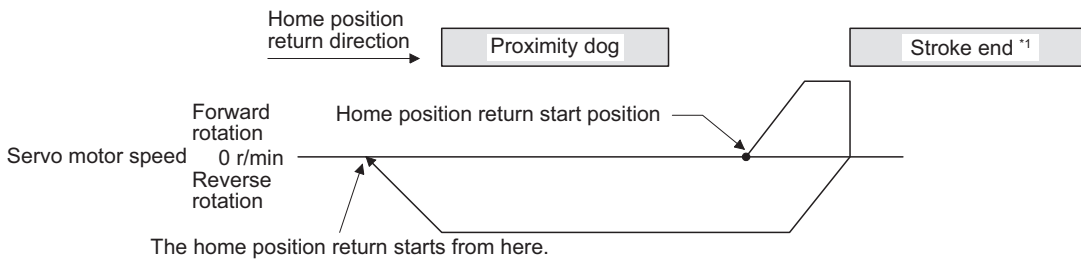 Home position
return direction
Proximity dog
Stroke end *1
Home position return start position
Forward
rotation
Servo motor speed 0 r/min
Reverse
rotation
The home position return starts from here.